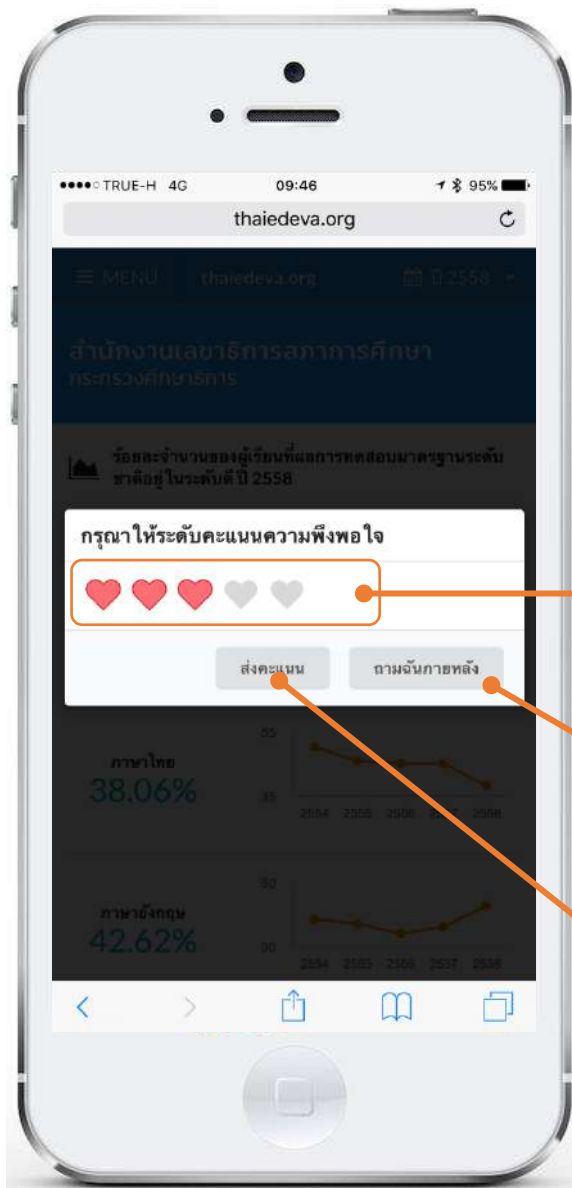 TRUE-H 4G 09:46 95%
thaiedeva.org
MENU thaiedeva.org ปี 2558
สำนักงานเลขาธิการสภาการศึกษา
กระทรวงศึกษาธิการ
ร้อยละจำนวนของผู้เรียนที่ผลการทดสอบมาตรฐานระดับ
ชาติอยู่ในระดับดี ปี 2558
กรุณาให้ระดับคะแนนความพึงพอใจ
ส่งคะแนน ถามฉันภายหลัง
ภาษาไทย
38.06%
55
35
2554 2555 2556 2557 2558
ภาษาอังกฤษ
42.62%
50
30
2554 2555 2556 2557 2558